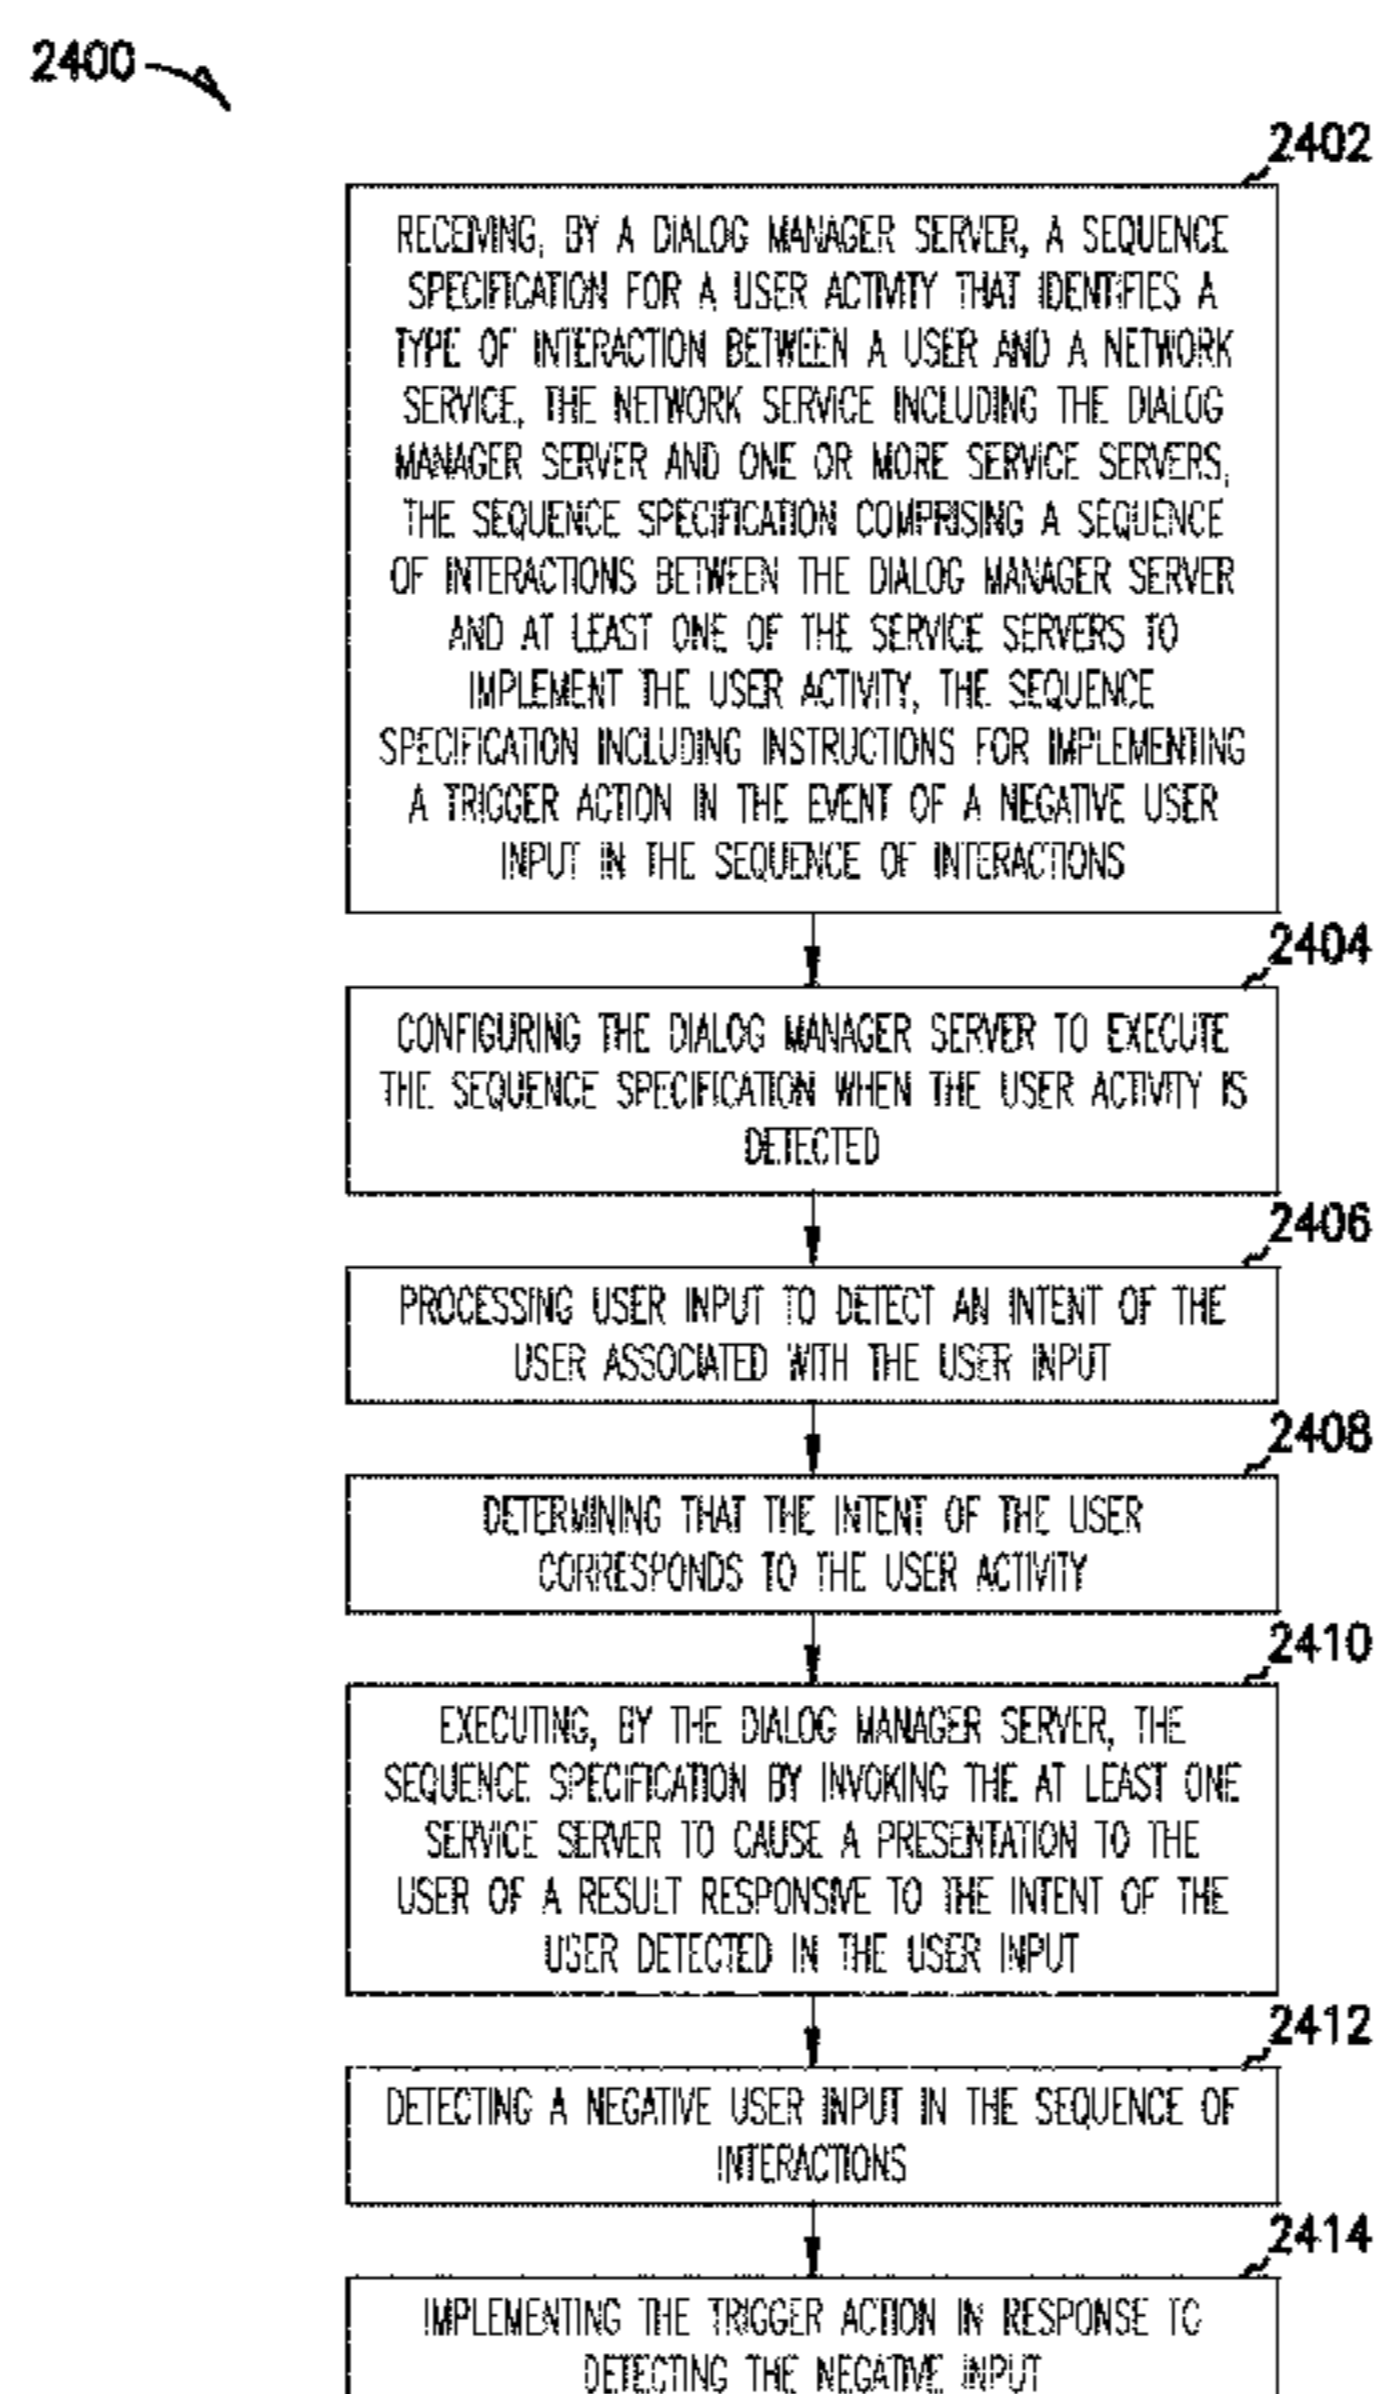 2400
2402
RECEIVING, BY A DIALOG MANAGER SERVER, A SEQUENCE
SPECIFICATION FOR A USER ACTIVITY THAT IDENTIFIES A
TYPE OF INTERACTION BETWEEN A USER AND A NETWORK
SERVICE, THE NETWORK SERVICE INCLUDING THE DIALOG
MANAGER SERVER AND ONE OR MORE SERVICE SERVERS,
THE SEQUENCE SPECIFICATION COMPRISING A SEQUENCE
OF INTERACTIONS BETWEEN THE DIALOG MANAGER SERVER
AND AT LEAST ONE OF THE SERVICE SERVERS TO
IMPLEMENT THE USER ACTIVITY, THE SEQUENCE
SPECIFICATION INCLUDING INSTRUCTIONS FOR IMPLEMENTING
A TRIGGER ACTION IN THE EVENT OF A NEGATIVE USER
INPUT IN THE SEQUENCE OF INTERACTIONS
2404
CONFIGURING THE DIALOG MANAGER SERVER TO EXECUTE
THE SEQUENCE SPECIFICATION WHEN THE USER ACTIVITY IS
DETECTED
2406
PROCESSING USER INPUT TO DETECT AN INTENT OF THE
USER ASSOCIATED WITH THE USER INPUT
2408
DETERMINING THAT THE INTENT OF THE USER
CORRESPONDS TO THE USER ACTIVITY
2410
EXECUTING, BY THE DIALOG MANAGER SERVER, THE
SEQUENCE SPECIFICATION BY INVOKING THE AT LEAST ONE
SERVICE SERVER TO CAUSE A PRESENTATION TO THE
USER OF A RESULT RESPONSIVE TO THE INTENT OF THE
USER DETECTED IN THE USER INPUT
2412
DETECTING A NEGATIVE USER INPUT IN THE SEQUENCE OF
INTERACTIONS
2414
IMPLEMENTING THE TRIGGER ACTION IN RESPONSE TO
DETECTING THE NEGATIVE INPUT